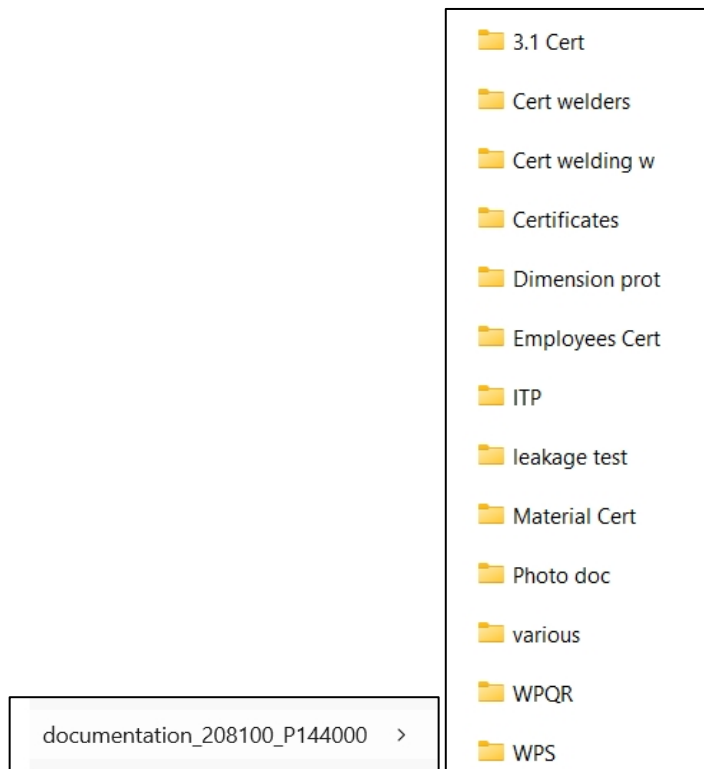 3.1 Cert
Cert welders
Cert welding w
Certificates
Dimension prot
Employees Cert
ITP
leakage test
Material Cert
Photo doc
various
WPQR
documentation_208100_P144000 >
WPS